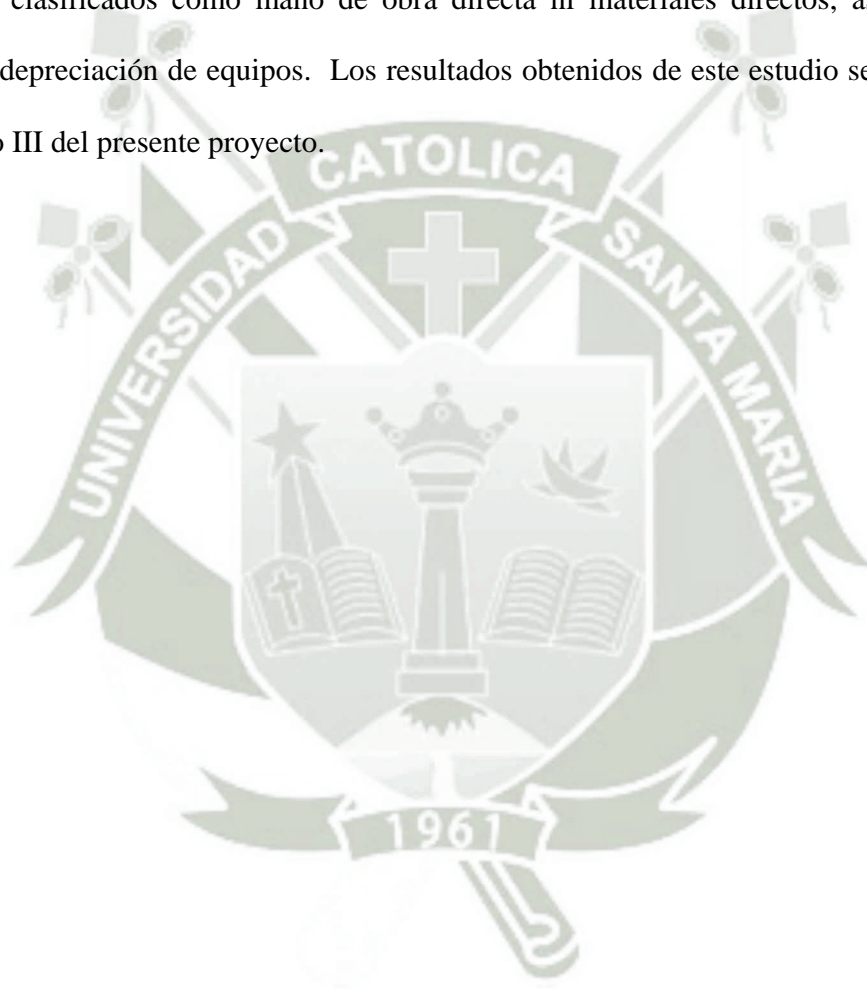 clasificados como mano de obra directa ni materiales directos,
depreciación de equipos. Los resultados obtenidos de este estudio
III del presente proyecto.
UNIVERSIDAD CATOLICA SANTA MARIA
1961